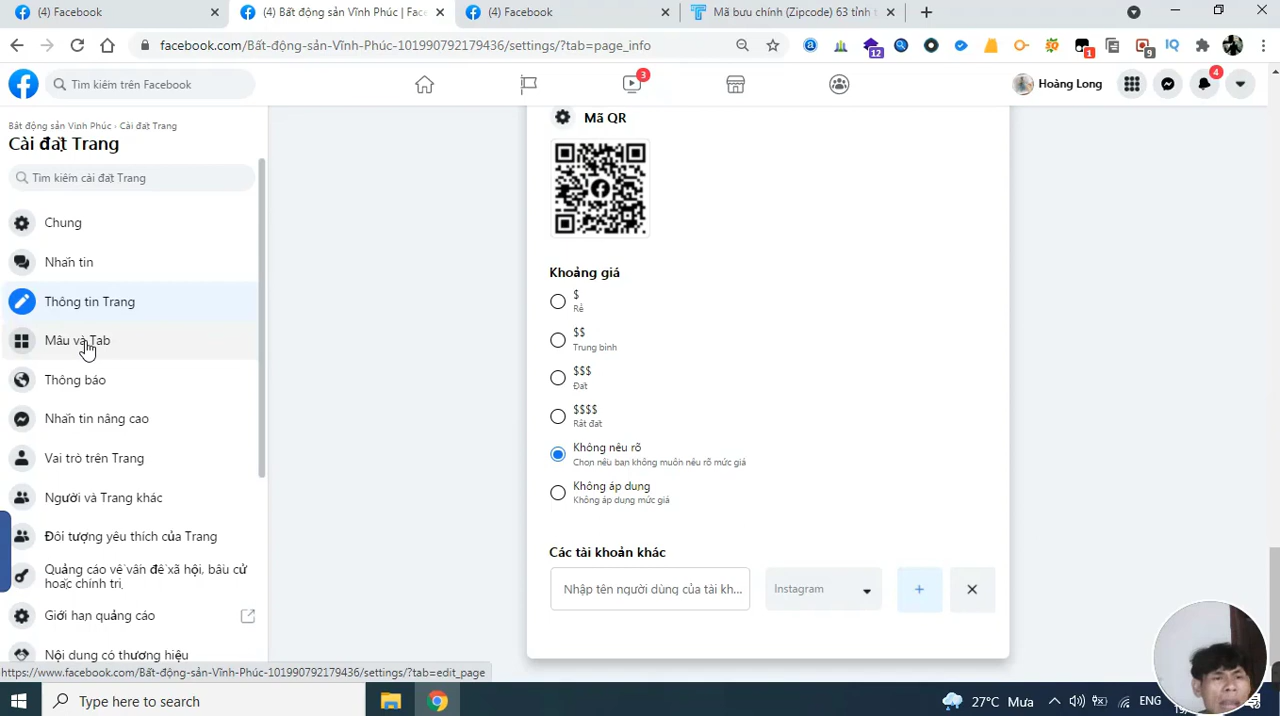 (4) Facebook
(4) Bất động sản Vĩnh Phúc | Fac
(4) Facebook
Mã bưu chính (Zipcode) 63 tỉnh t
facebook.com/Bất-động-sản-Vĩnh-Phúc-101990792179436/settings/?tab=page_info
12
1
9
IQ
Tìm kiếm trên Facebook
3
Hoàng Long
4
Bất động sản Vĩnh Phúc › Cài đặt Trang
Cài đặt Trang
Tìm kiếm cài đặt Trang
Chung
Nhắn tin
Thông tin Trang
Mẫu và Tab
Thông báo
Nhắn tin nâng cao
Vai trò trên Trang
Người và Trang khác
Đối tượng yêu thích của Trang
Quảng cáo về vấn đề xã hội, bầu cử
hoặc chính trị
Giới hạn quảng cáo
Nội dung có thương hiệu
Mã QR
Khoảng giá
$
Rẻ
$$
Trung bình
$$$
Đắt
$$$$
Rất đắt
Không nêu rõ
Chọn nếu bạn không muốn nêu rõ mức giá
Không áp dụng
Không áp dụng mức giá
Các tài khoản khác
Nhập tên người dùng của tài kh...
Instagram
https://www.facebook.com/Bất-động-sản-Vĩnh-Phúc-101990792179436/settings/?tab=edit_page
Type here to search
27°C Mưa
ENG